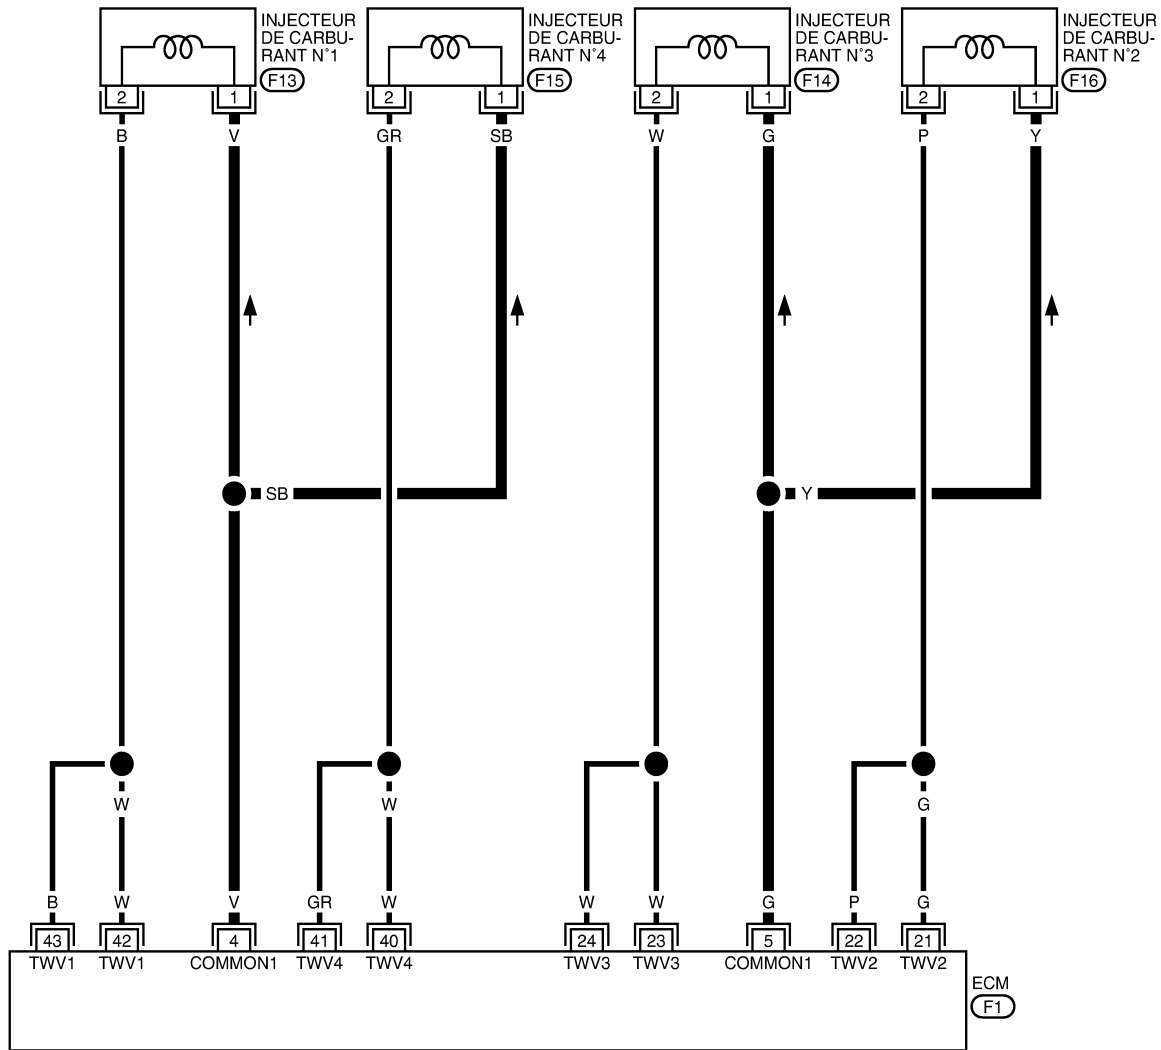 INJECTEUR
DE CARBU-
RANT N°1
F13
INJECTEUR
DE CARBU-
RANT N°4
F15
INJECTEUR
DE CARBU-
RANT N°3
F14
INJECTEUR
DE CARBU-
RANT N°2
F16
2 1 2 1 2 1 2 1
B V GR SB W G P Y
SB Y
W W G
B W V GR W W W G P G
43 42 4 41 40 24 23 5 22 21
TWV1 TWV1 COMMON1 TWV4 TWV4 TWV3 TWV3 COMMON1 TWV2 TWV2
ECM
F1